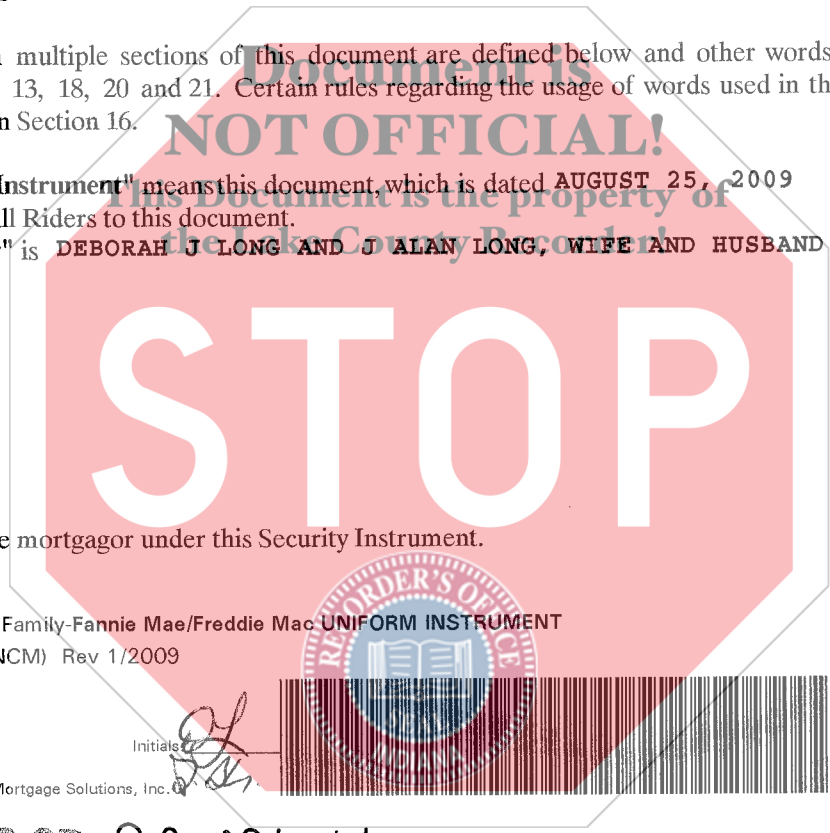 multiple sections of this document are defined below and other words
13, 18, 20 and 21. Certain rules regarding the usage of words used in th
n Section 16.
Document is
NOT OFFICIAL!
This Document is the property of
the Lake County Recorder!
Instrument" means this document, which is dated AUGUST 25, 2009
ll Riders to this document.
" is DEBORAH J LONG AND J ALAN LONG, WIFE AND HUSBAND
STOP
e mortgagor under this Security Instrument.
Family-Fannie Mae/Freddie Mac UNIFORM INSTRUMENT
NCM) Rev 1/2009
RECORDER'S OFFICE
SEAL
INDIANA
Initials:
Mortgage Solutions, Inc.